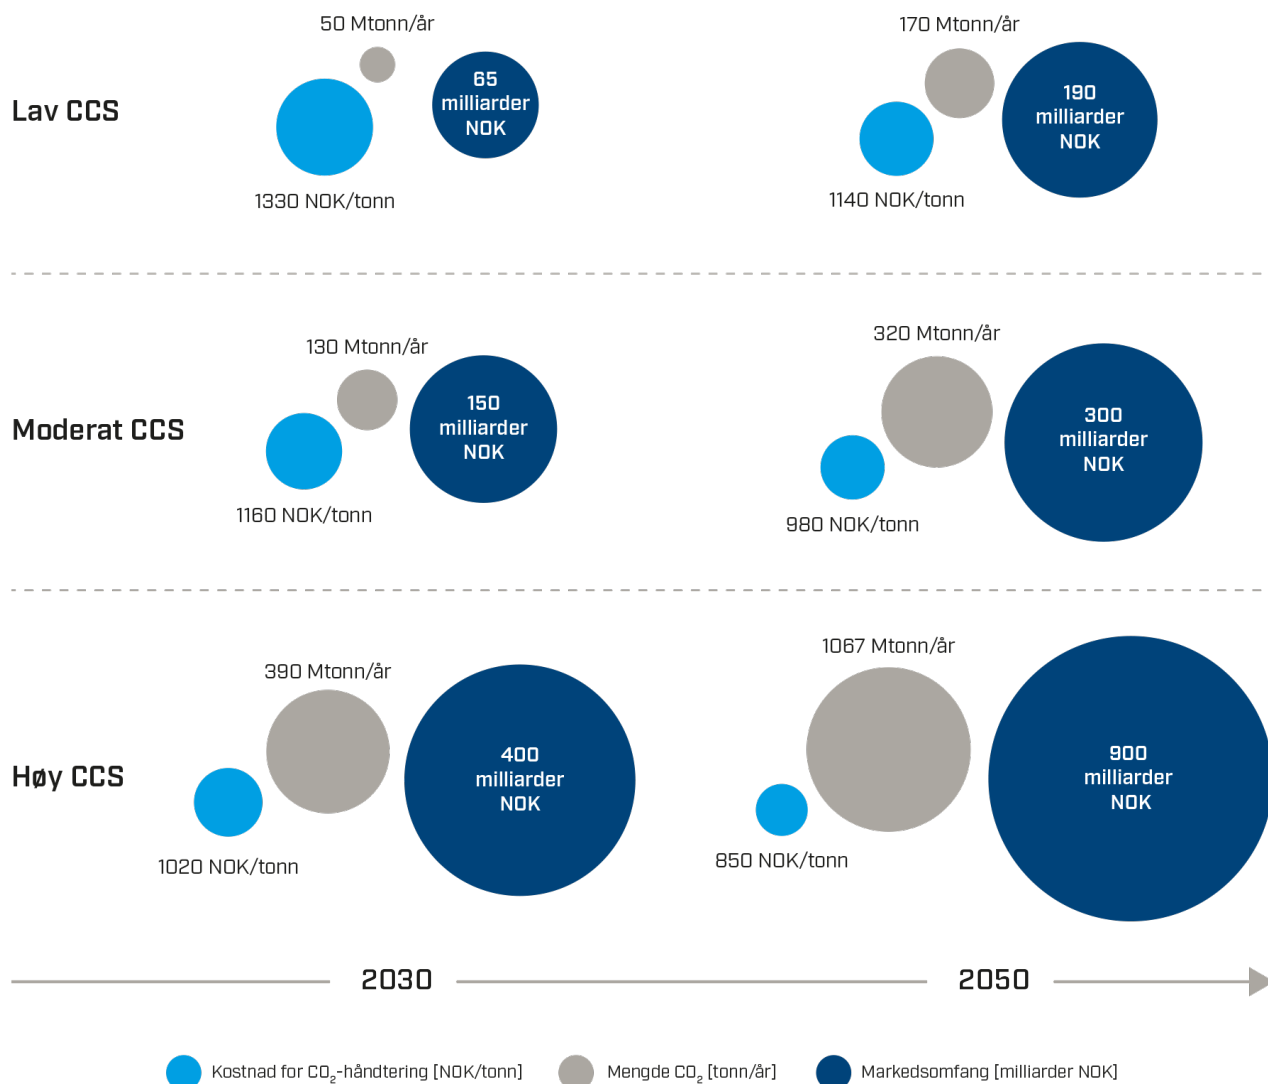 50 Mtonn/år
170 Mtonn/år
Lav CCS
65
milliarder
NOK
190
milliarder
NOK
1330 NOK/tonn
1140 NOK/tonn
130 Mtonn/år
320 Mtonn/år
Moderat CCS
150
milliarder
NOK
300
milliarder
NOK
1160 NOK/tonn
980 NOK/tonn
390 Mtonn/år
1067 Mtonn/år
Høy CCS
400
milliarder
NOK
900
milliarder
NOK
1020 NOK/tonn
850 NOK/tonn
2030
2050
Kostnad for CO₂-håndtering [NOK/tonn]
Mengde CO₂ [tonn/år]
Markedsomfang [milliarder NOK]